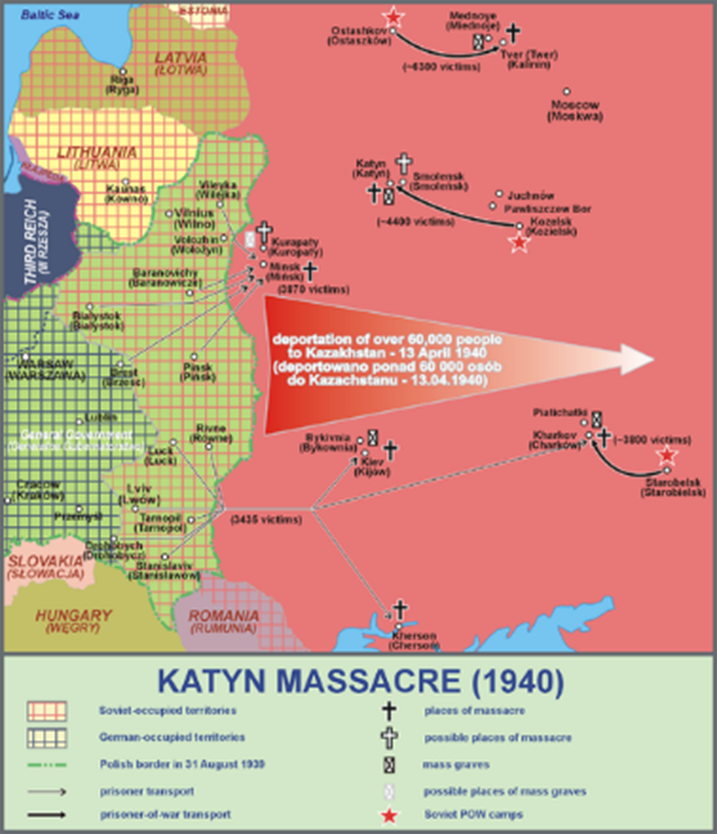 Baltic Sea
ESTONIA
LATVIA
(ŁOTWA)
Riga
(Ryga)
LITHUANIA
(LITWA)
Kaunas
(Kowno)
THIRD REICH
(III RZESZA)
Vileyka
(Wilejka)
Vilnius
(Wilno)
Volozhin
(Wołożyn)
Baranovichy
(Baranowicze)
Bialystok
(Białystok)
WARSAW
(WARSZAWA)
Brest
(Brześć)
Pinsk
(Pińsk)
Lublin
General Government
Rivne
(Równe)
Luck
(Łuck)
Cracow
(Kraków)
Lviv
(Lwów)
Przemyśl
Tarnopil
(Tarnopol)
Drohobych
(Drohobycz)
Stanislaviv
(Stanisławów)
SLOVAKIA
(SŁOWACJA)
HUNGARY
(WĘGRY)
ROMANIA
(RUMUNIA)
Ostashkov
(Ostaszków)
Mednoye
(Miednoje)
Tver (Twer)
(Kalinin)
(~6300 victims)
Moscow
(Moskwa)
Katyn
(Katyń)
Smolensk
(Smoleńsk)
(~4400 victims)
Juchnów
Pawliszczew Bor
Kozelsk
(Kozielsk)
Kurapaty
(Kuropaty)
Minsk
(Mińsk)
(3870 victims)
deportation of over 60,000 people
to Kazakhstan - 13 April 1940
(deportowano ponad 60 000 osób
do Kazachstanu - 13.04.1940)
Bykivnia
(Bykownia)
Kiev
(Kijów)
Piatichatki
Kharkov
(Charków)
(~3800 victims)
Starobelsk
(Starobielsk)
(3435 victims)
Kherson
(Chersoń)
KATYN MASSACRE (1940)
Soviet-occupied territories
German-occupied territories
Polish border in 31 August 1939
prisoner transport
prisoner-of-war transport
places of massacre
possible places of massacre
mass graves
possible places of mass graves
Soviet POW camps